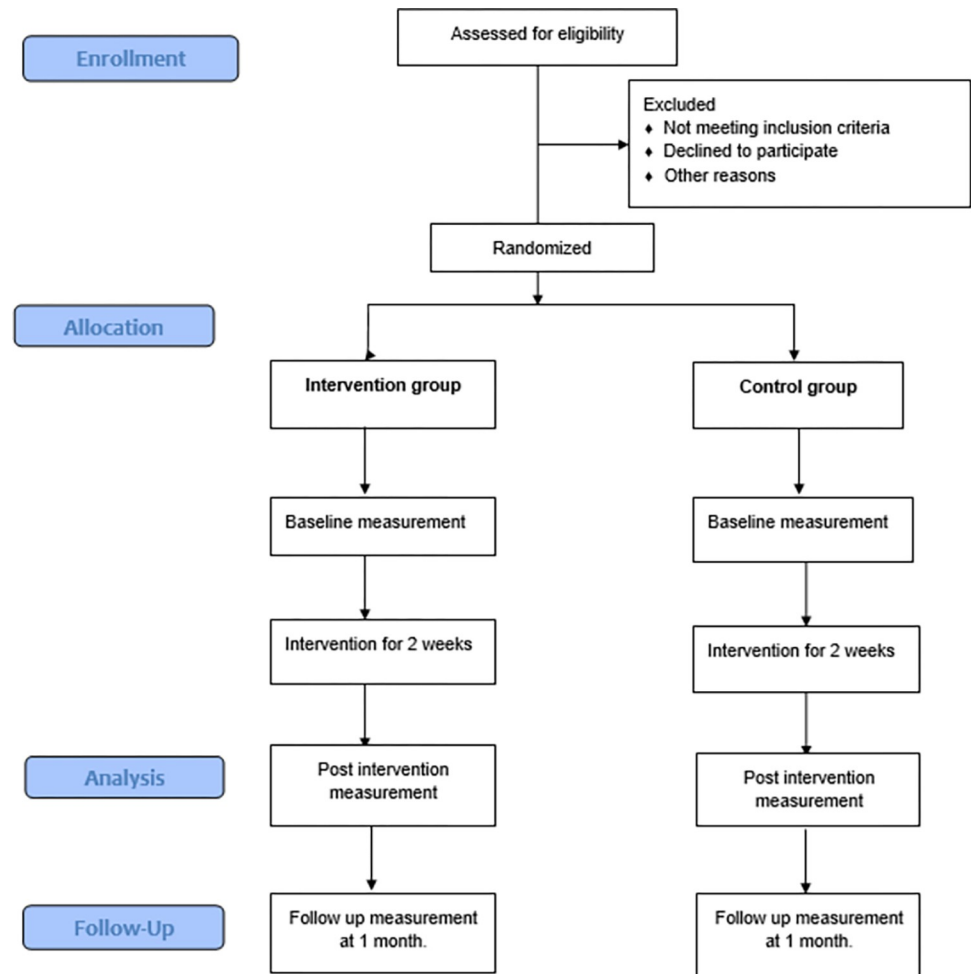 Enrollment
Assessed for eligibility
Excluded
♦ Not meeting inclusion criteria
♦ Declined to participate
♦ Other reasons
Randomized
Allocation
Intervention group
Control group
Baseline measurement
Baseline measurement
Intervention for 2 weeks
Intervention for 2 weeks
Analysis
Post intervention
measurement
Post intervention
measurement
Follow-Up
Follow up measurement
at 1 month.
Follow up measurement
at 1 month.